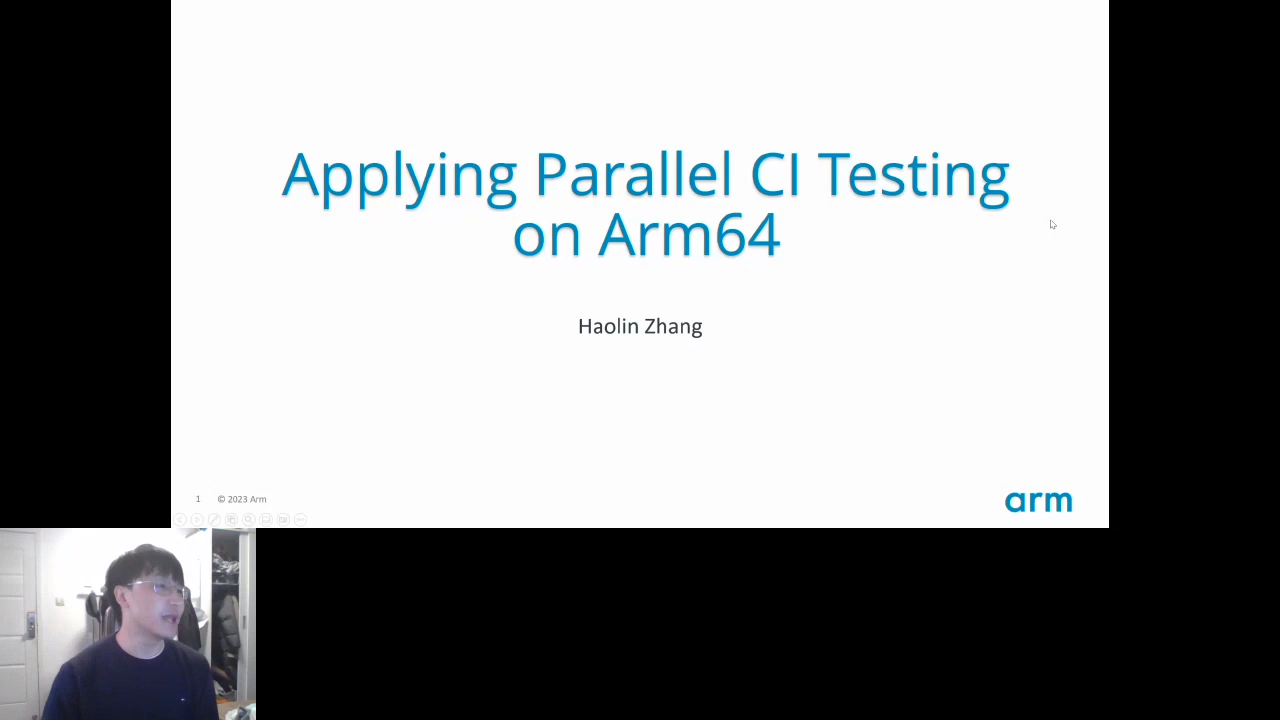 Applying Parallel CI Testing
on Arm64
Haolin Zhang
1 © 2023 Arm
arm